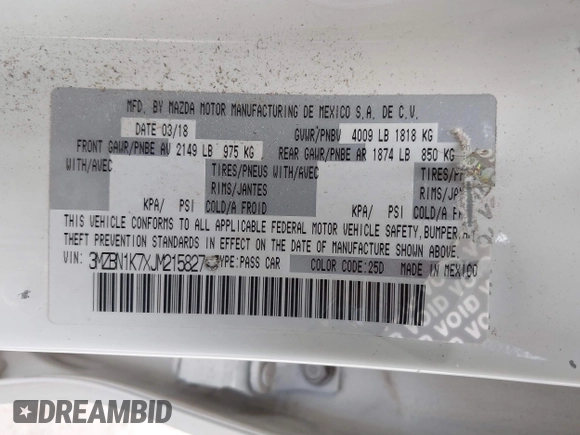 MFD. BY MAZDA MOTOR MANUFACTURING DE MEXICO S.A. DE C.V.
DATE 03/18 GVWR/PNBV 4009 LB 1818 KG
FRONT GAWR/PNBE AV 2149 LB 975 KG REAR GAWR/PNBE AR 1874 LB 850 KG
WITH/AVEC TIRES/PNEUS WITH/AVEC TIRES/
RIMS/JANTES RIMS/JANTES
KPA/ PSI COLD/A FROID KPA/ PSI COLD/A FROID
THIS VEHICLE CONFORMS TO ALL APPLICABLE FEDERAL MOTOR VEHICLE SAFETY, BUMPER,
THEFT PREVENTION STANDARDS IN EFFECT ON THE DATE OF MANUFACTURE SHOWN ABOVE.
VIN: 3MZBN1K7XJM215827 TYPE:PASS CAR COLOR CODE:25D MADE IN MEXICO
VOID VOID
VOID
DREAMBID